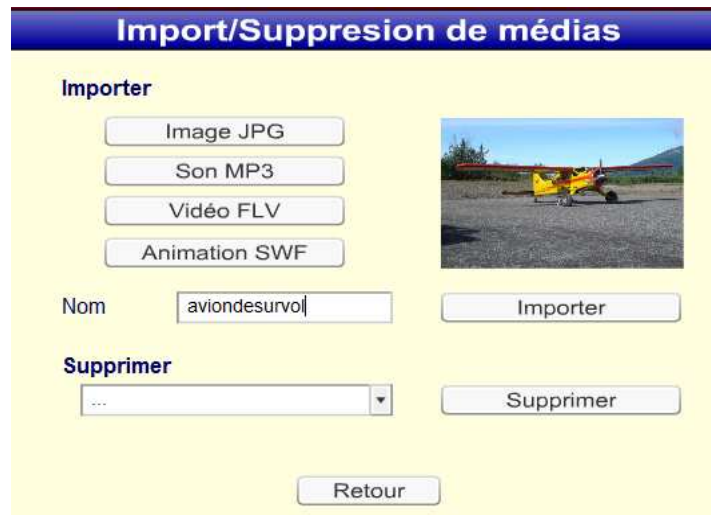 Import/Suppresion de médias
Importer
Image JPG
Son MP3
Vidéo FLV
Animation SWF
Nom aviondesurvol Importer
Supprimer
... Supprimer
Retour